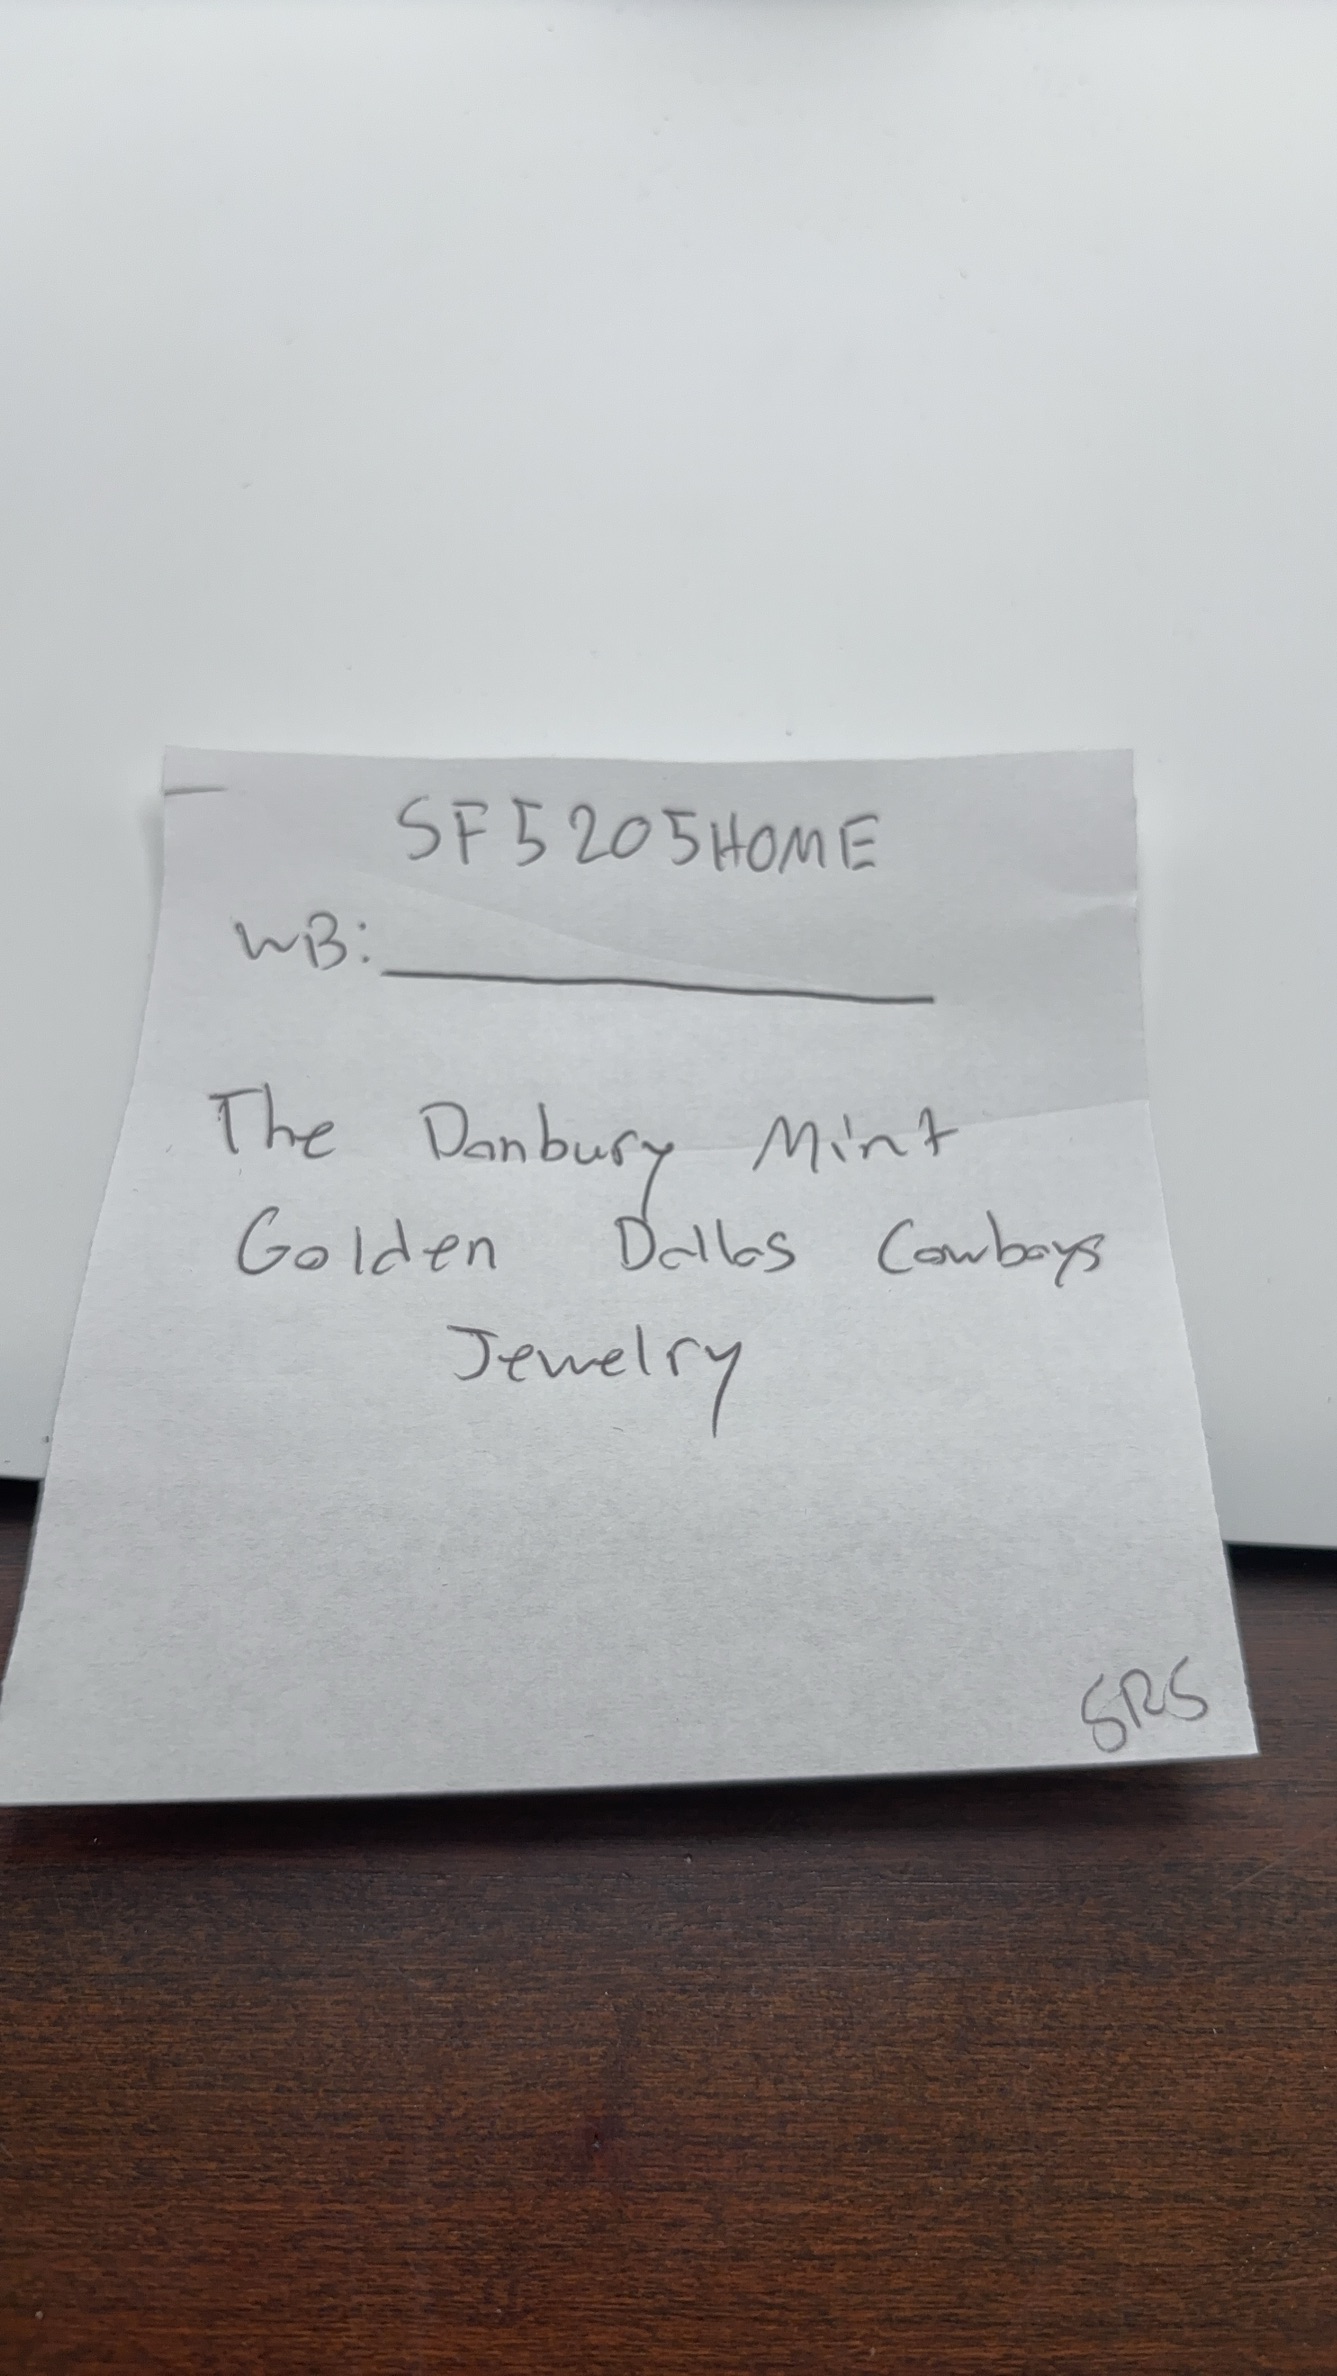 SF5205HOME
WB:
The Danbury Mint
Golden Dallas Cowboys
Jewelry
SRS